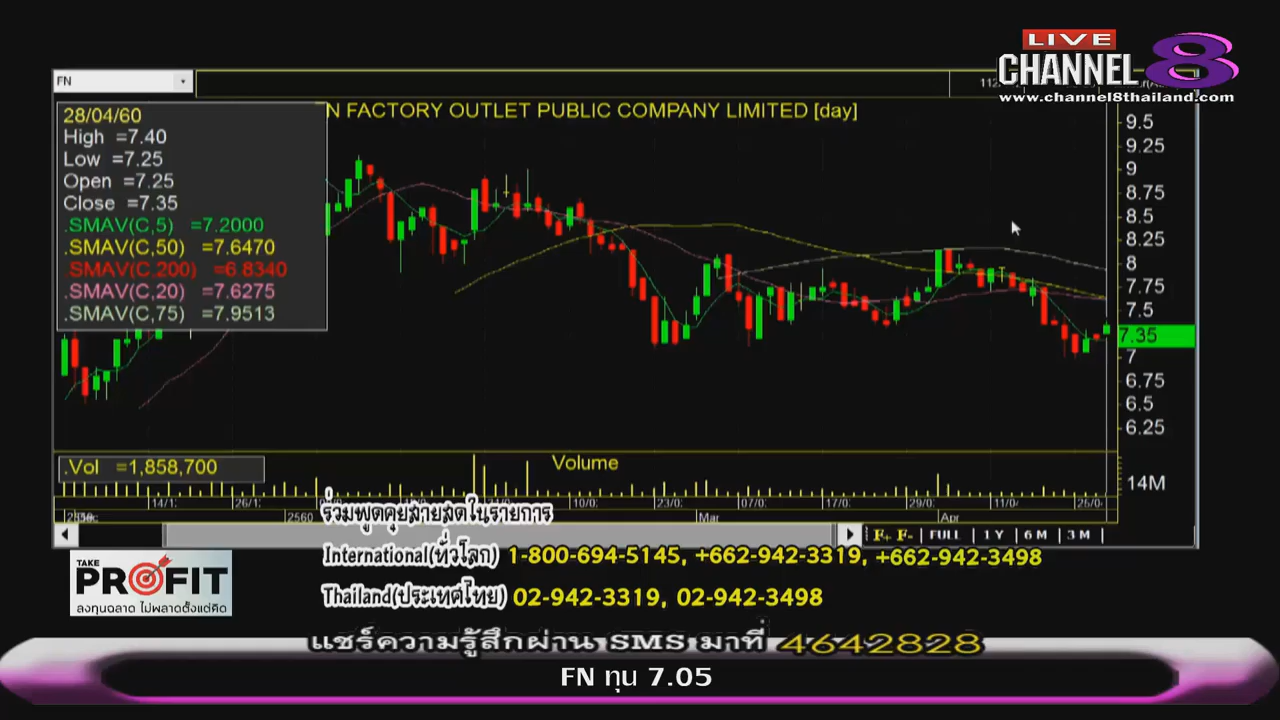 LIVE
CHANNEL 8
www.channel8thailand.com
FN
N FACTORY OUTLET PUBLIC COMPANY LIMITED [day]
28/04/60
High =7.40
Low =7.25
Open =7.25
Close =7.35
.SMAV(C,5) =7.2000
.SMAV(C,50) =7.6470
.SMAV(C,200) =6.8340
.SMAV(C,20) =7.6275
.SMAV(C,75) =7.9513
9.5
9.25
9
8.75
8.5
8.25
8
7.75
7.5
7.35
7
6.75
6.5
6.25
.Vol =1,858,700
Volume
14M
14/1: 26/1: 10/0: 23/0: 07/0: 17/0: 29/0: 11/0: 25/0
2560 Mar Apr
F+ F- FULL 1 Y 6 M 3 M
ร่วมพูดคุยสายสดในรายการ
International(ทั่วโลก) 1-800-694-5145, +662-942-3319, +662-942-3498
Thailand(ประเทศไทย) 02-942-3319, 02-942-3498
TAKE
PROFIT
ลงทุนฉลาด ไม่พลาดตั้งแต่คิด
แชร์ความรู้สึกผ่าน SMS มาที่ 4642828
FN ทุน 7.05